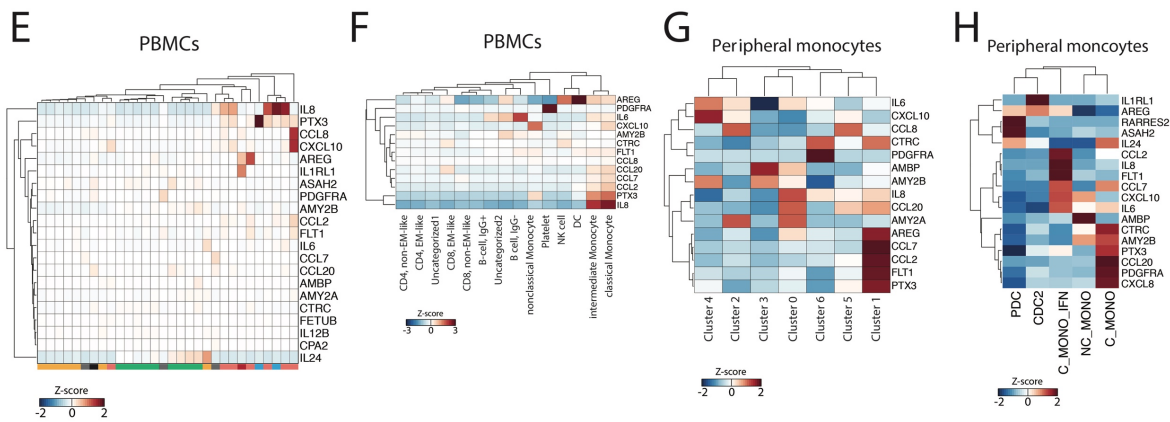 E
PBMCs
IL8
PTX3
CCL8
CXCL10
AREG
IL1RL1
ASAH2
PDGFRA
AMY2B
CCL2
FLT1
IL6
CCL7
CCL20
AMBP
AMY2A
CTRC
FETUB
IL12B
CPA2
IL24
Z-score
-2 0 2
F
PBMCs
AREG
PDGFRA
IL6
CXCL10
AMY2B
CTRC
FLT1
CCL8
CCL20
CCL7
CCL2
PTX3
IL8
CD4, non-EM-like
CD4, EM-like
Uncategorized1
CD8, EM-like
CD8, non-EM-like
B-cell, IgG+
Uncategorized2
B cell, IgG-
nonclassical Monocyte
Platelet
NK cell
DC
intermediate Monocyte
classical Monocyte
Z-score
-3 0 3
G
Peripheral monocytes
IL6
CXCL10
CCL8
CTRC
PDGFRA
AMBP
AMY2B
IL8
CCL20
AMY2A
AREG
CCL7
CCL2
FLT1
PTX3
Cluster 4
Cluster 2
Cluster 3
Cluster 0
Cluster 6
Cluster 5
Cluster 1
Z-score
-2 0 2
H
Peripheral moncoytes
IL1RL1
AREG
RARRES2
ASAH2
IL24
CCL2
IL8
FLT1
CCL7
CXCL10
IL6
AMBP
CTRC
AMY2B
PTX3
CCL20
PDGFRA
CXCL8
PDC
CDC2
C_MONO_IFN
NC_MONO
C_MONO
Z-score
-2 0 2